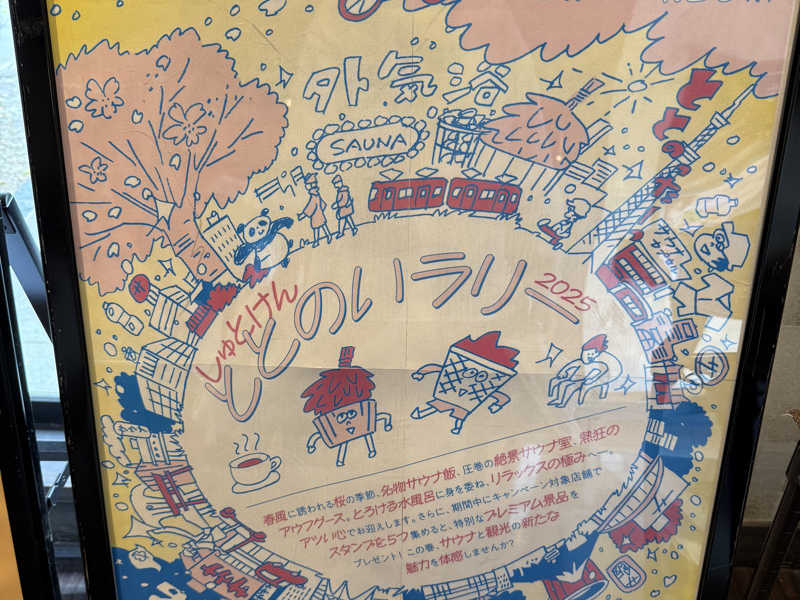 外気浴
SAUNA
ととのったー
しゅとけん
ととのいラリー
2025
春風に誘われる桜の季節、名物サウナ飯、圧巻の絶景サウナ室、熱狂の
アウフグース。とろける水風呂に身を委ね、リラックスの極みへ―。
アツい心でお迎えします。さらに、期間中にキャンペーン対象店舗で
スタンプを5つ集めると、特別なプレミアム景品を
プレゼント!この春、サウナと観光の新たな
魅力を体感しませんか?